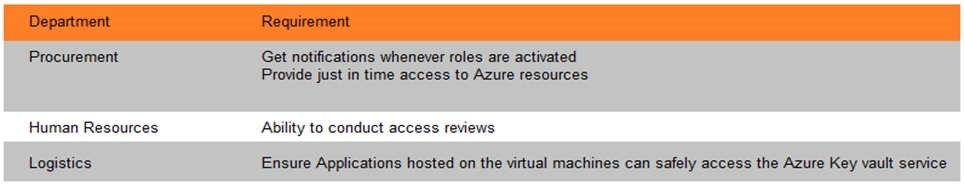 Department Requirement
Procurement Get notifications whenever roles are activated
Provide just in time access to Azure resources
Human Resources Ability to conduct access reviews
Logistics Ensure Applications hosted on the virtual machines can safely access the Azure Key vault service